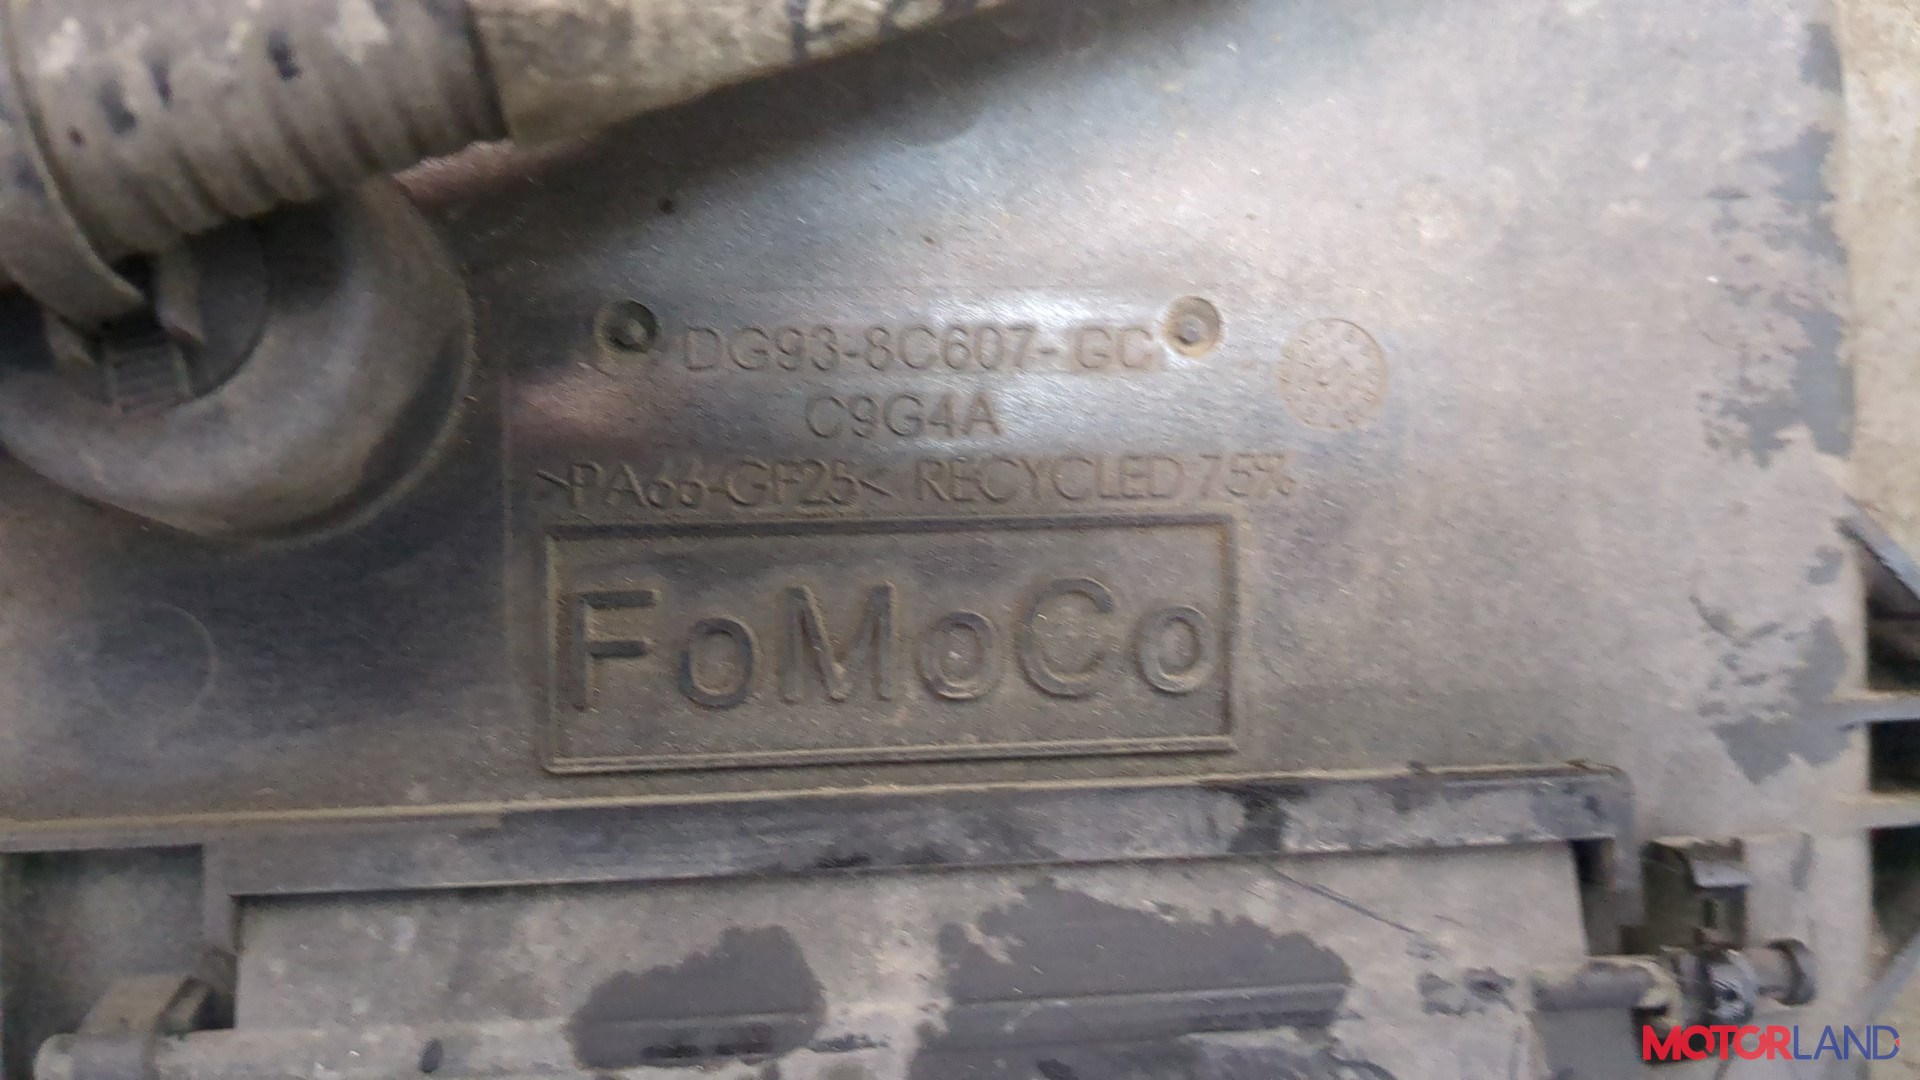 DG93-8C607-GC
C9G4A
>PA66-GF25< RECYCLED 75%
FoMoCo
MOTORLAND